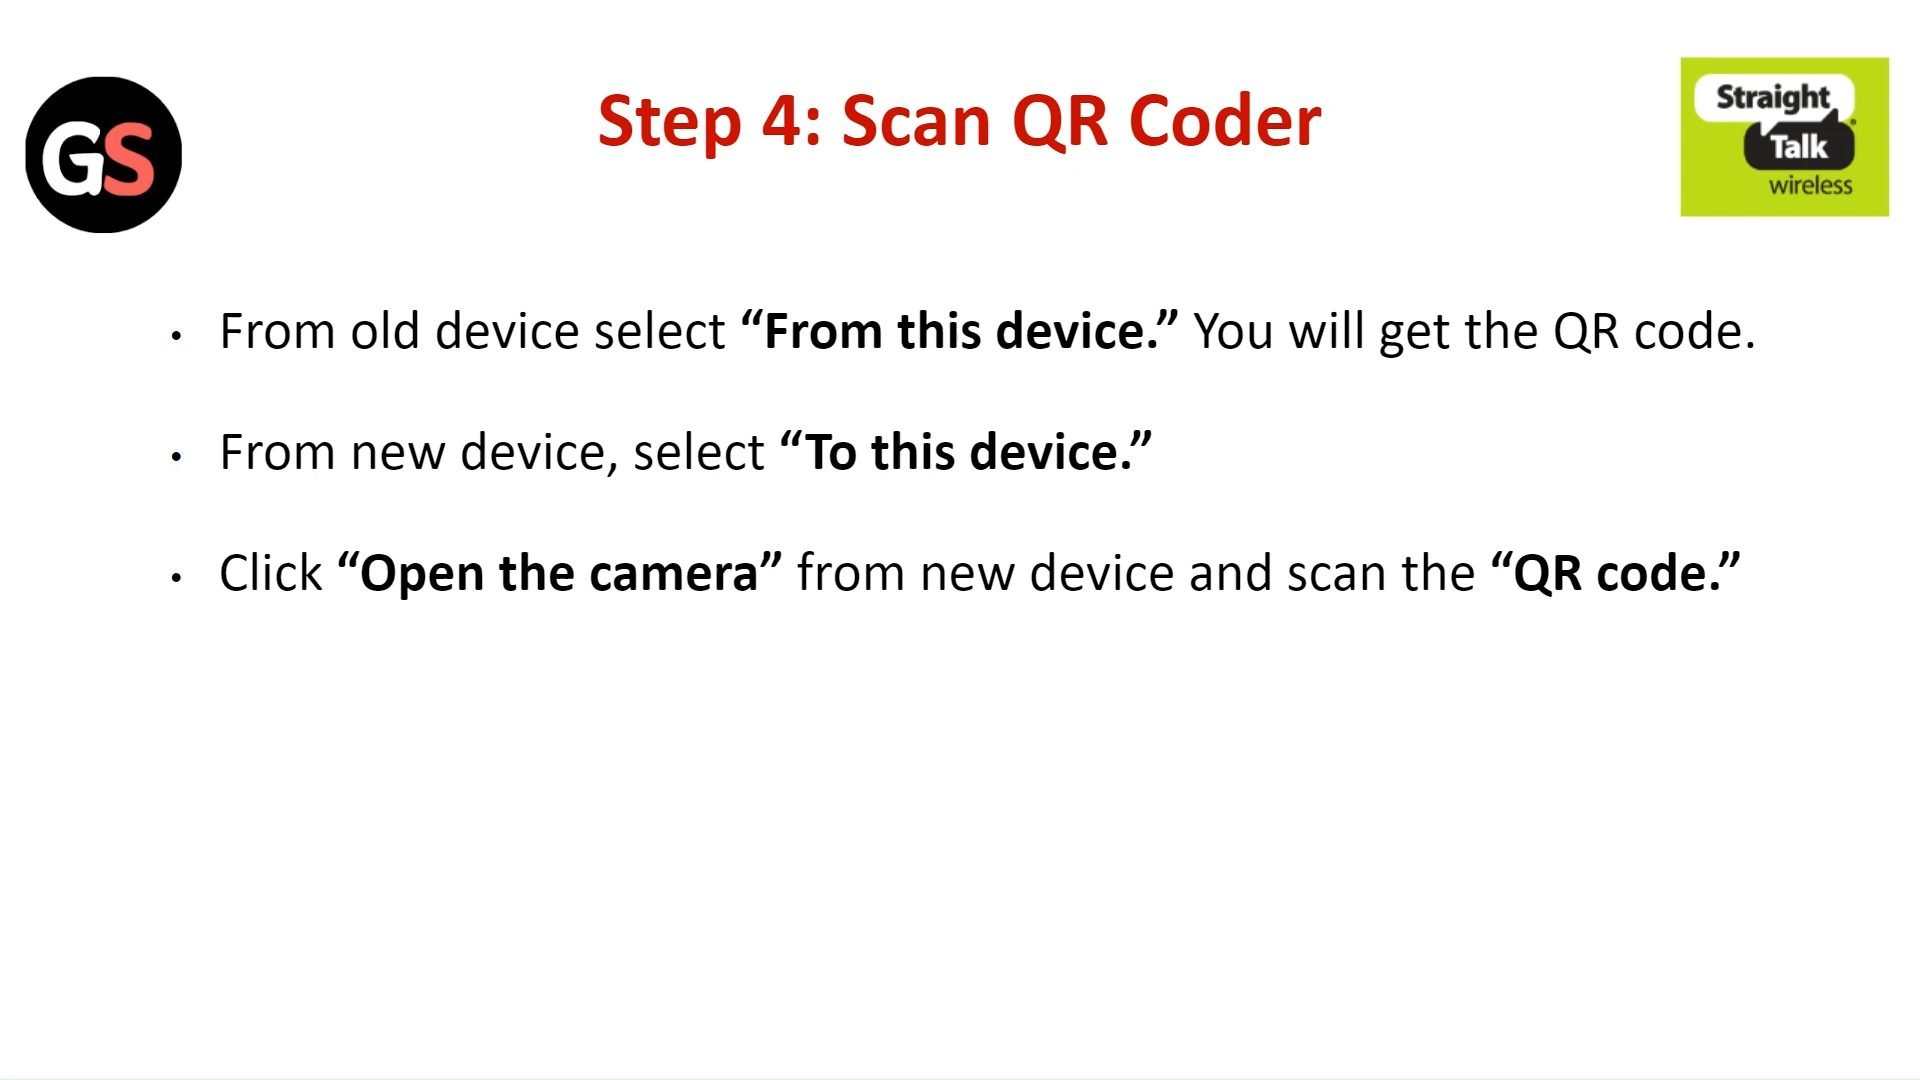 GS
Step 4: Scan QR Coder
Straight
Talk
wireless
• From old device select “From this device.” You will get the QR code.
• From new device, select “To this device.”
• Click “Open the camera” from new device and scan the “QR code.”